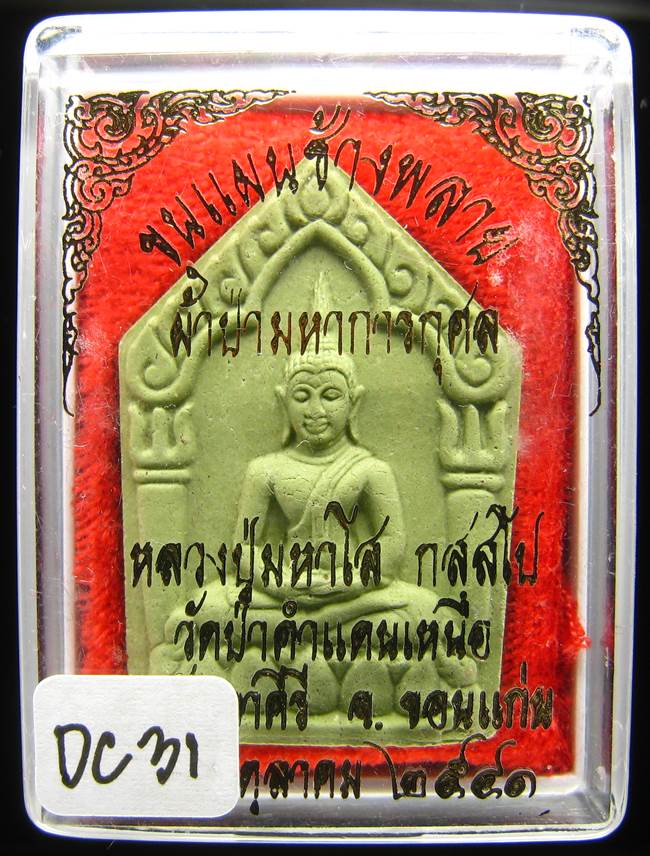 ขุนแผนช้างพลาย
ผ้าป่ามหาการกุศล
หลวงปู่มหาโส กสฺสโป
วัดป่าคำแคนเหนือ
จ. ขอนแก่น
ตุลาคม ๒๕๕๑
DC 31